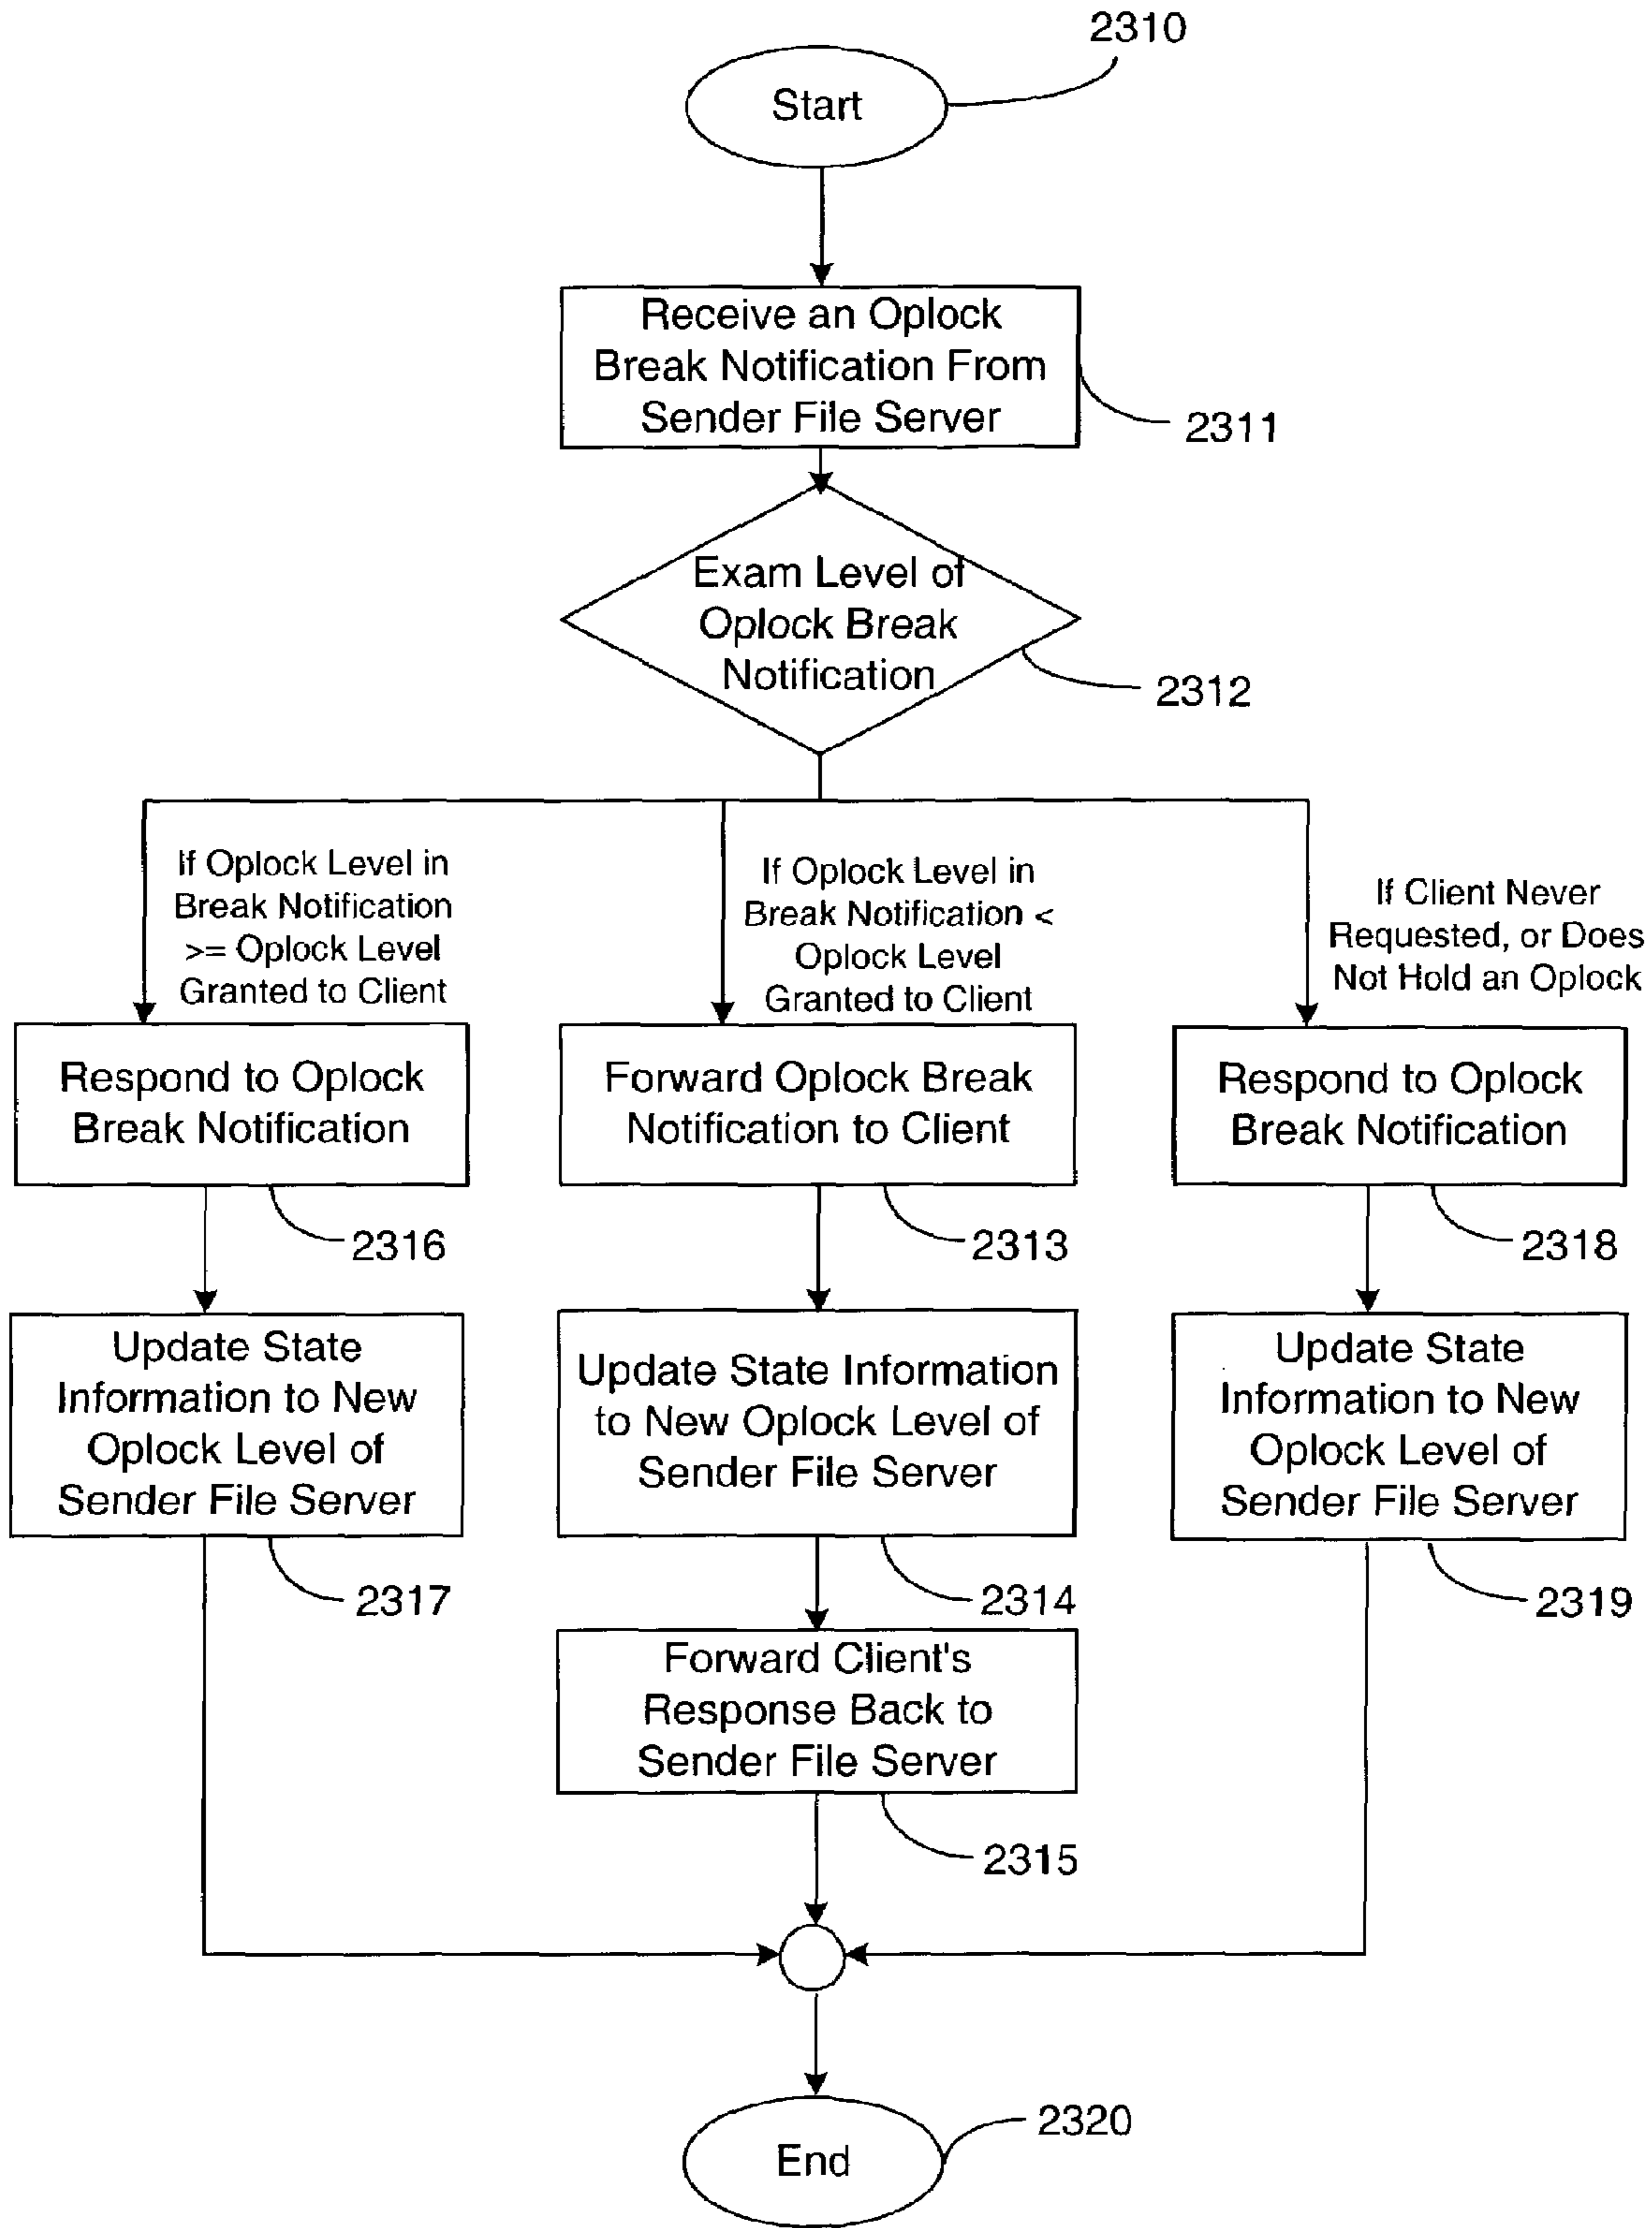 2310
Start
Receive an Oplock
Break Notification From
Sender File Server
2311
Exam Level of
Oplock Break
Notification
2312
If Oplock Level in
Break Notification
>= Oplock Level
Granted to Client
If Oplock Level in
Break Notification <
Oplock Level
Granted to Client
If Client Never
Requested, or Does
Not Hold an Oplock
Respond to Oplock
Break Notification
2316
Forward Oplock Break
Notification to Client
2313
Respond to Oplock
Break Notification
2318
Update State
Information to New
Oplock Level of
Sender File Server
2317
Update State Information
to New Oplock Level of
Sender File Server
2314
Update State
Information to New
Oplock Level of
Sender File Server
2319
Forward Client's
Response Back to
Sender File Server
2315
End
2320